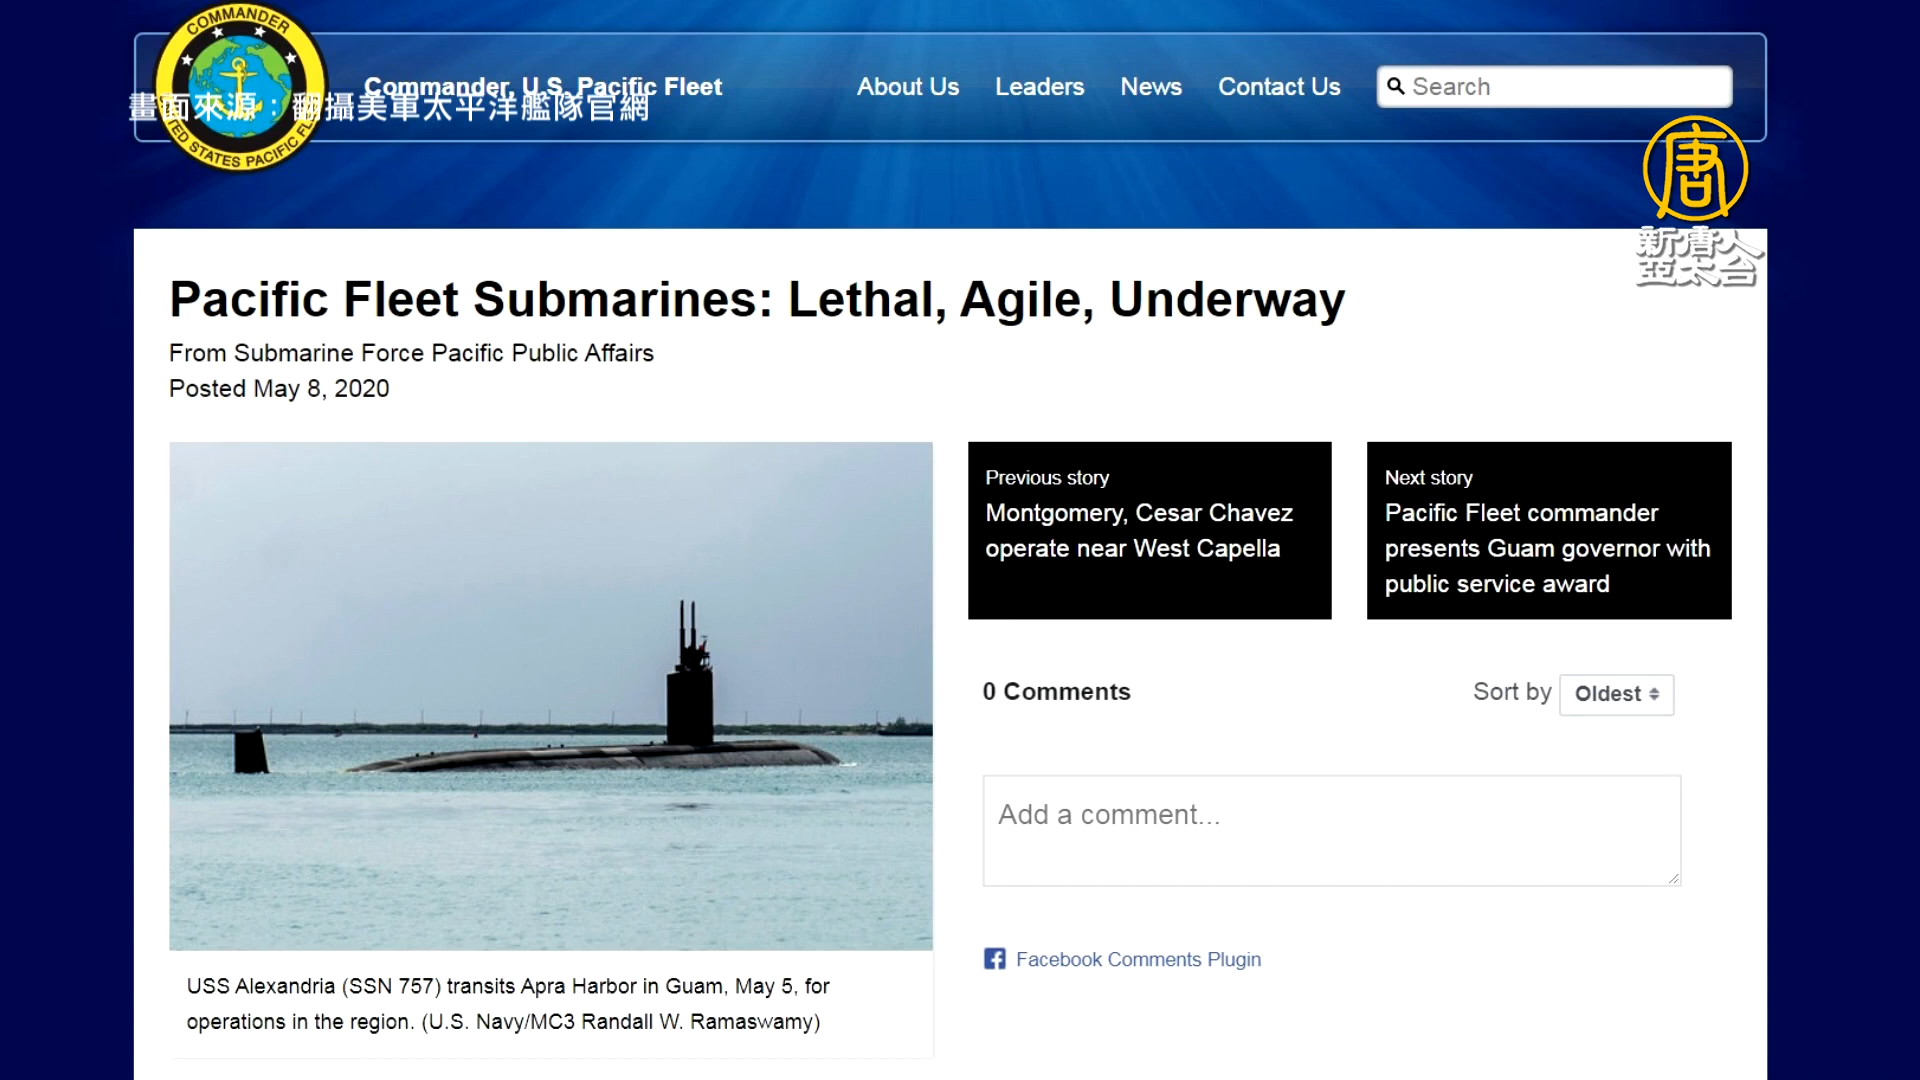 COMMANDER
UNITED STATES PACIFIC FL
Commander, U.S. Pacific Fleet
畫面來源：翻攝美軍太平洋艦隊官網
About Us
Leaders
News
Contact Us
Search
唐
新唐人
亞太台
Pacific Fleet Submarines: Lethal, Agile, Underway
From Submarine Force Pacific Public Affairs
Posted May 8, 2020
Previous story
Montgomery, Cesar Chavez
operate near West Capella
Next story
Pacific Fleet commander
presents Guam governor with
public service award
0 Comments
Sort by
Oldest
Add a comment...
Facebook Comments Plugin
USS Alexandria (SSN 757) transits Apra Harbor in Guam, May 5, for
operations in the region. (U.S. Navy/MC3 Randall W. Ramaswamy)